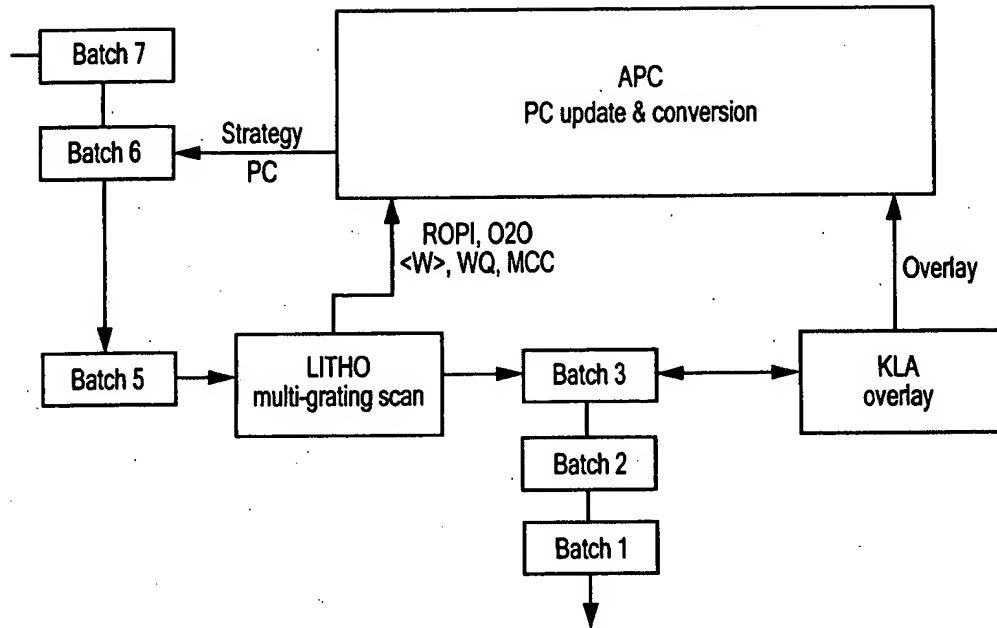 Batch 7
APC
PC update & conversion
Batch 6
Strategy
PC
ROPI, O2O
<W>, WQ, MCC
Overlay
Batch 5
LITHO
multi-grating scan
Batch 3
KLA
overlay
Batch 2
Batch 1